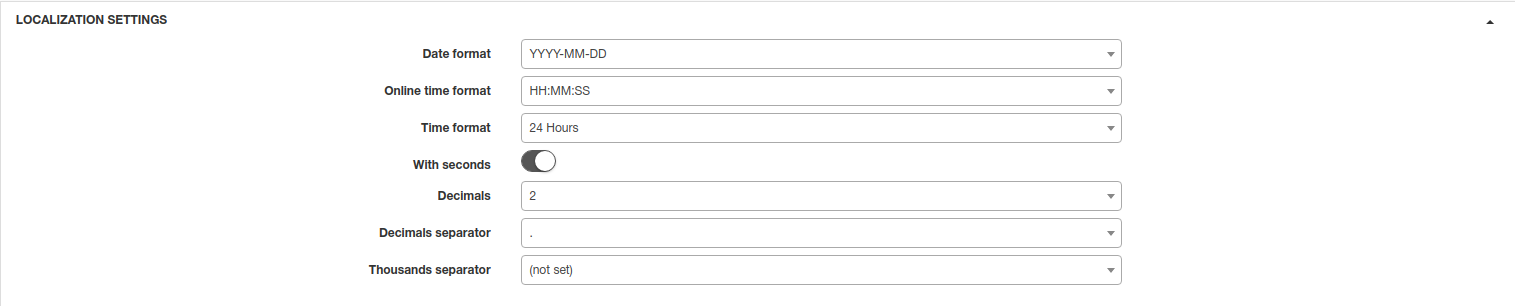 LOCALIZATION SETTINGS
Date format YYYY-MM-DD
Online time format HH:MM:SS
Time format 24 Hours
With seconds
Decimals 2
Decimals separator .
Thousands separator (not set)